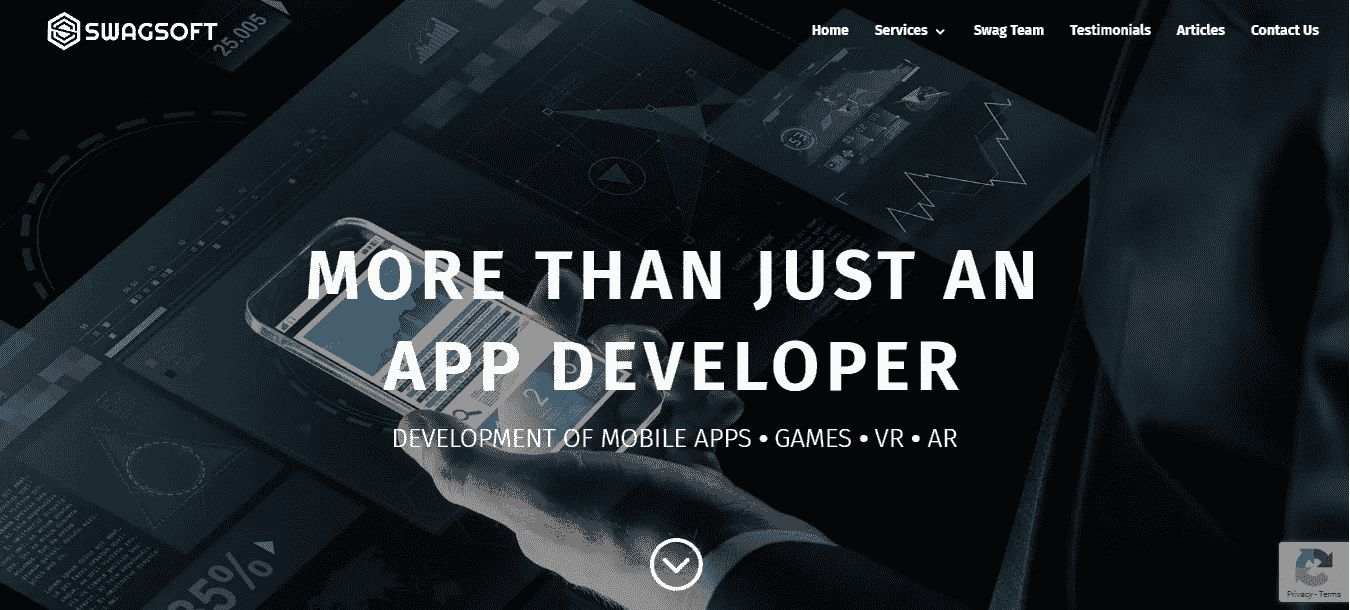 SWAGSOFT
Home Services Swag Team Testimonials Articles Contact Us
25.005
MORE THAN JUST AN
APP DEVELOPER
DEVELOPMENT OF MOBILE APPS • GAMES • VR • AR
Privacy - Terms